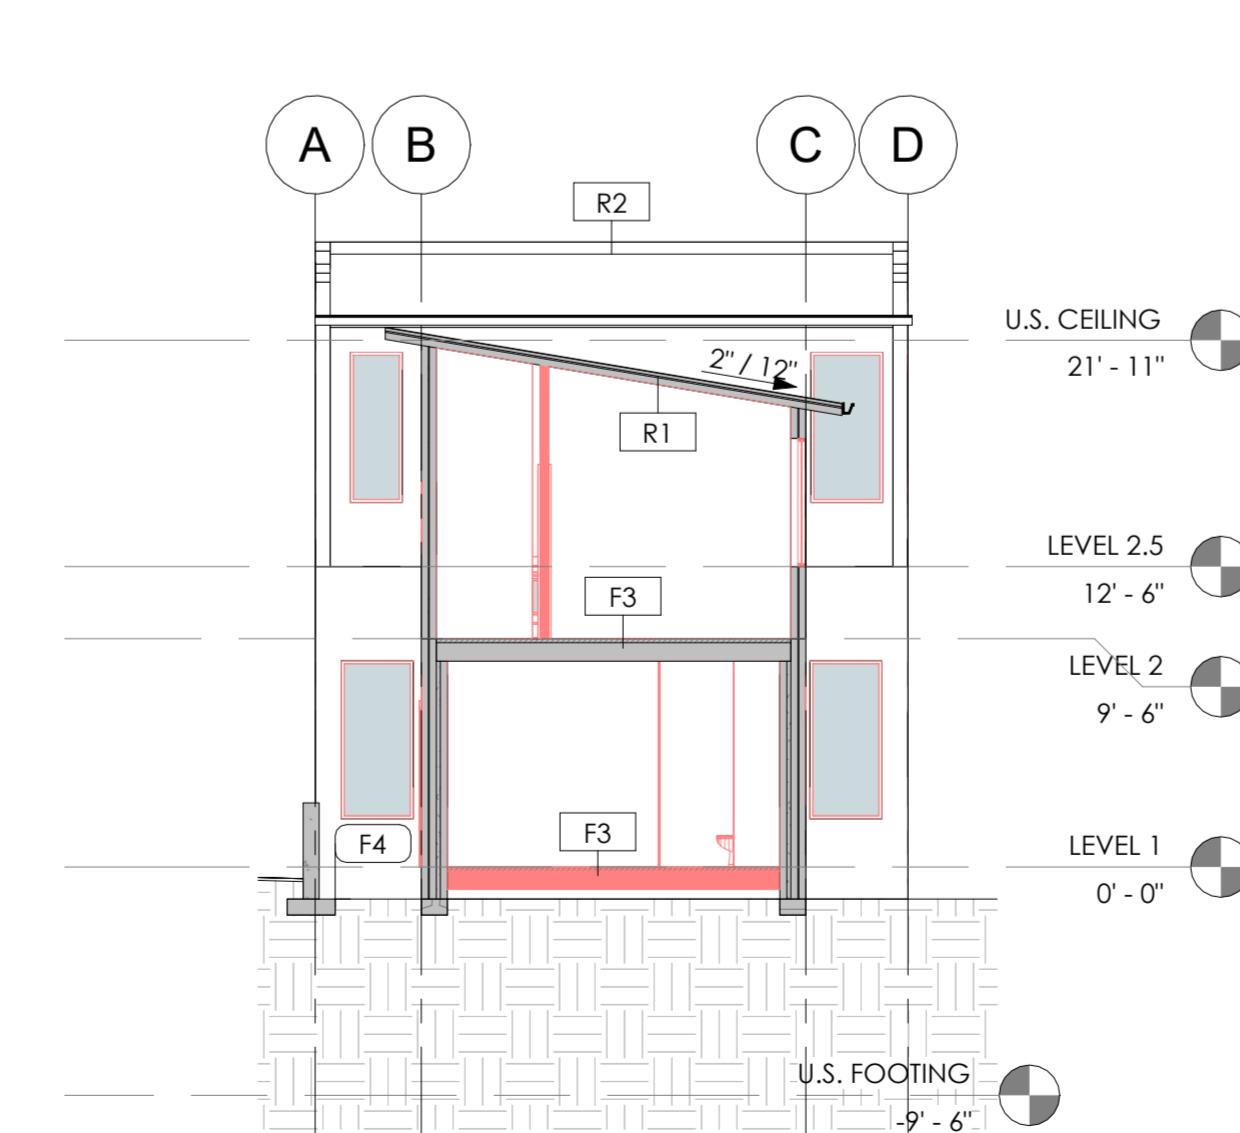 A B C D
R2
U.S. CEILING
21' - 11"
2" / 12"
R1
LEVEL 2.5
12' - 6"
F3
LEVEL 2
9' - 6"
F3
F4
LEVEL 1
0' - 0"
U.S. FOOTING
-9' - 6"